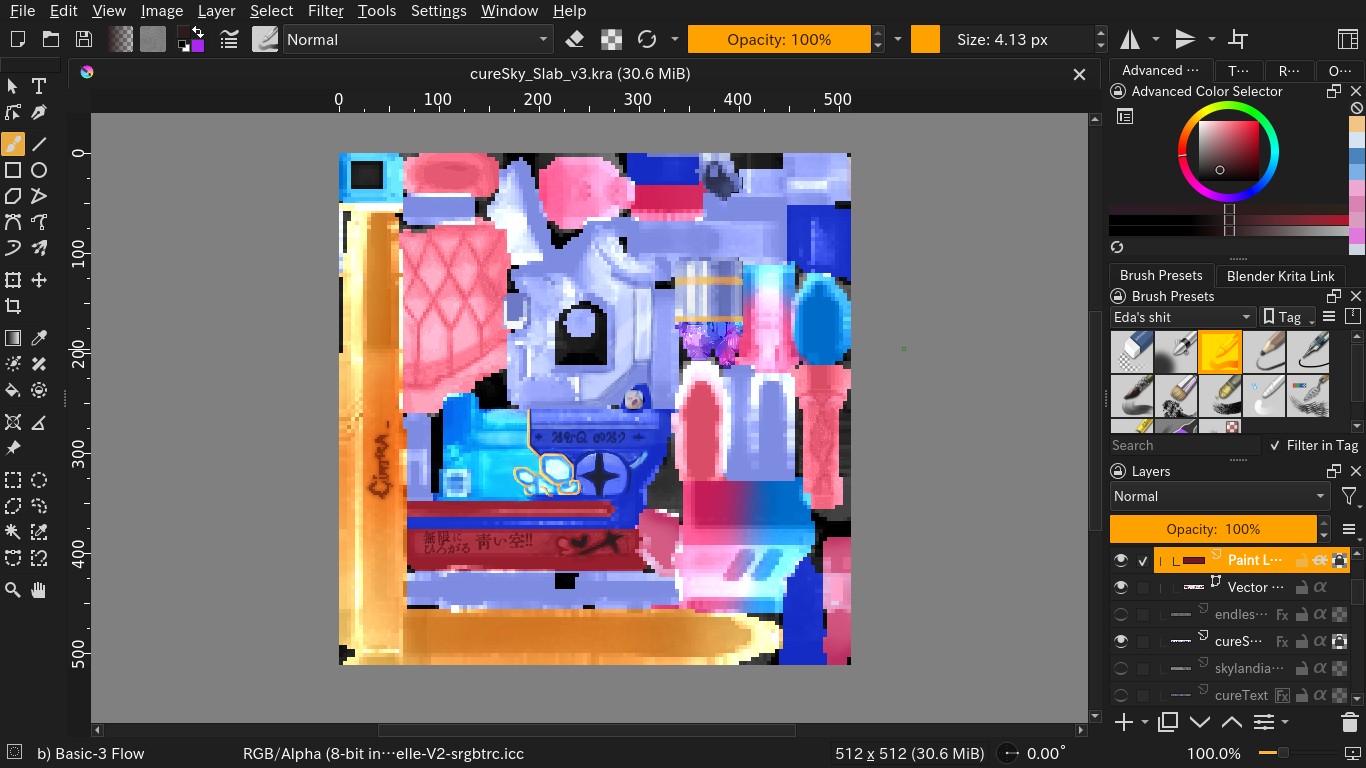 File Edit View Image Layer Select Filter Tools Settings Window Help
Normal
Opacity: 100%
Size: 4.13 px
cureSky_Slab_v3.kra (30.6 MiB)
Advanced ···
T···
R···
O···
Advanced Color Selector
0 100 200 300 400 500
0
100
200
300
400
500
無限に
ひろがる 青い空!!
Brush Presets
Blender Krita Link
Brush Presets
Eda's shit
Tag
Search
Filter in Tag
Layers
Normal
Opacity: 100%
Paint L···
Vector ···
endles···
Fx
α
cureS···
Fx
α
skylandia···
Fx
α
cureText
Fx
α
b) Basic-3 Flow
RGB/Alpha (8-bit in···elle-V2-srgbtrc.icc
512 x 512 (30.6 MiB)
0.00°
100.0%